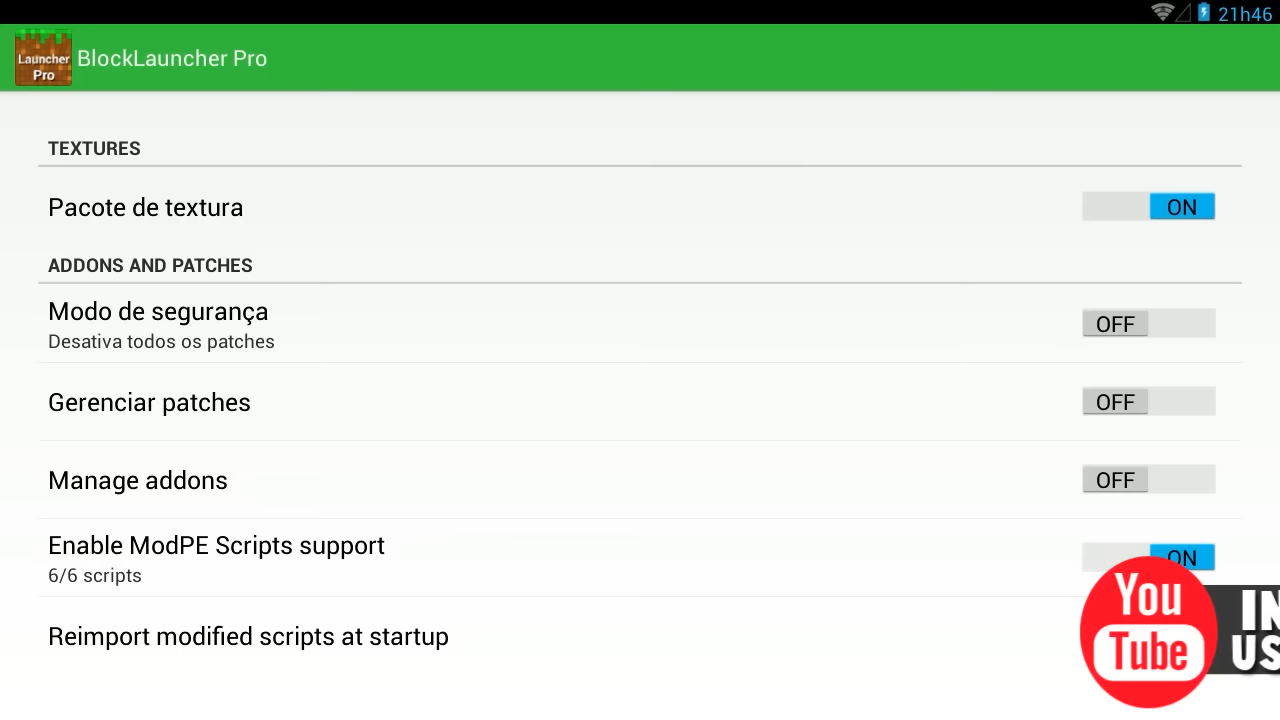 21h46
Launcher
Pro
BlockLauncher Pro
TEXTURES
Pacote de textura
ON
ADDONS AND PATCHES
Modo de segurança
Desativa todos os patches
OFF
Gerenciar patches
OFF
Manage addons
OFF
Enable ModPE Scripts support
6/6 scripts
ON
Reimport modified scripts at startup
You
Tube
IN
US